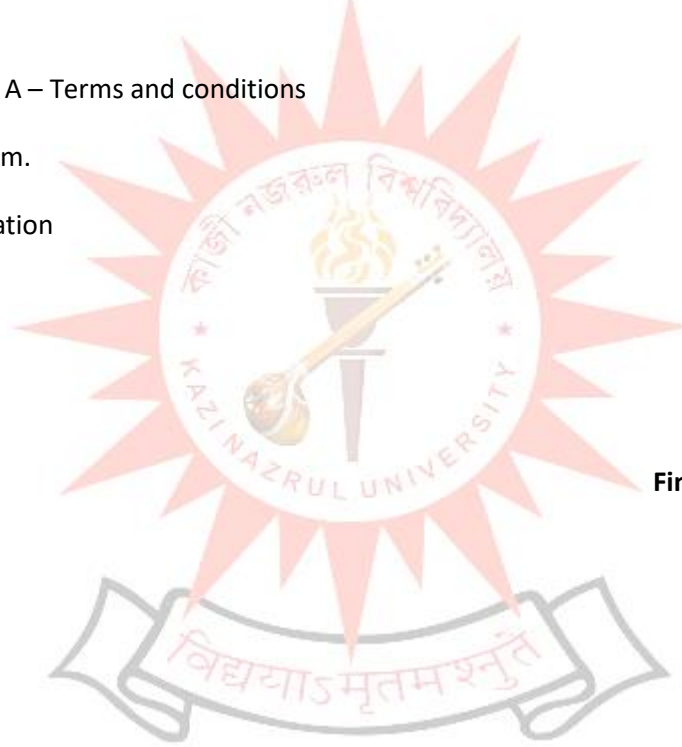 A – Terms and conditions
m.
ation
কাজী নজরুল বিশ্ববিদ্যালয়
KAZI NAZRUL UNIVERSITY
Fir
विद्ययाऽमृतमश्नुते